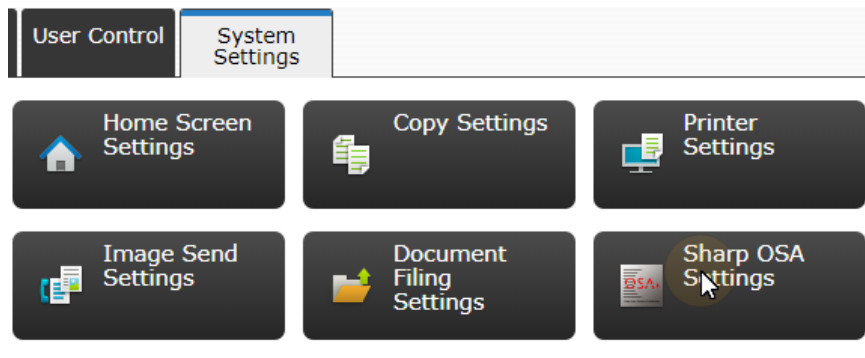 User Control
System
Settings
Home Screen
Settings
Copy Settings
Printer
Settings
Image Send
Settings
Document
Filing
Settings
OSA
Sharp OSA
Settings